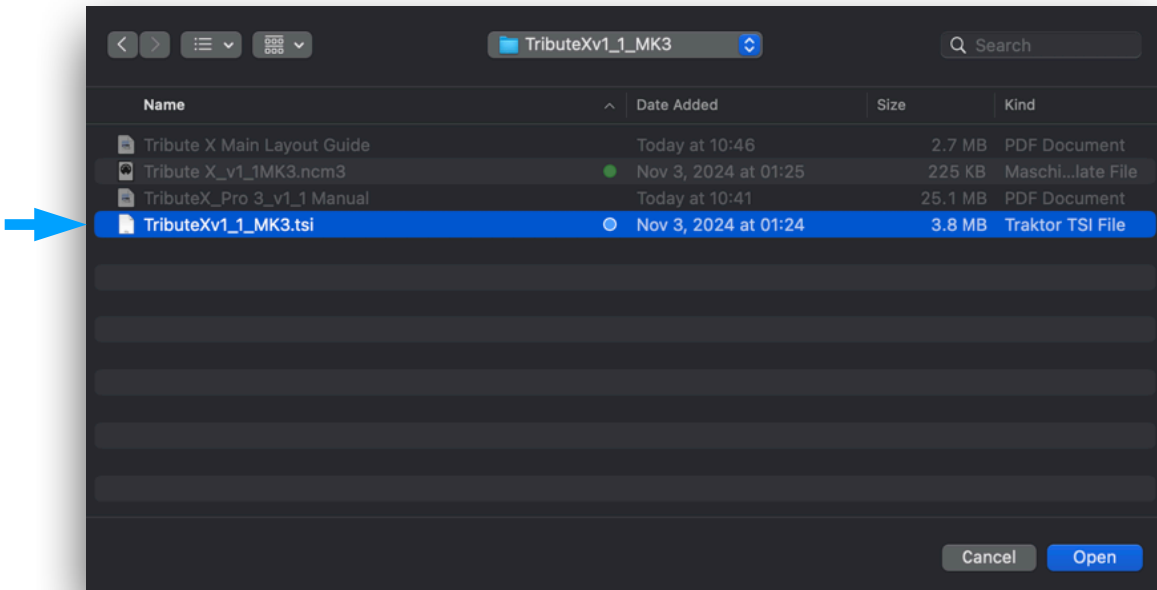 TributeXv1_1_MK3
Search
Name Date Added Size Kind
Tribute X Main Layout Guide Today at 10:46 2.7 MB PDF Document
Tribute X_v1_1MK3.ncm3 Nov 3, 2024 at 01:25 225 KB Maschi...late File
TributeX_Pro 3_v1_1 Manual Today at 10:41 25.1 MB PDF Document
TributeXv1_1_MK3.tsi Nov 3, 2024 at 01:24 3.8 MB Traktor TSI File
Cancel Open